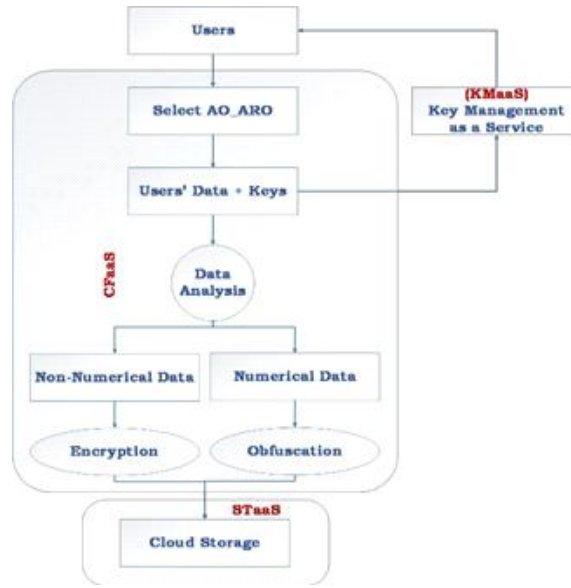 Users
Select AO_ARO
(KMaaS)
Key Management
as a Service
Users' Data + Keys
CFaaS
Data
Analysis
Non-Numerical Data
Numerical Data
Encryption
Obfuscation
STaaS
Cloud Storage